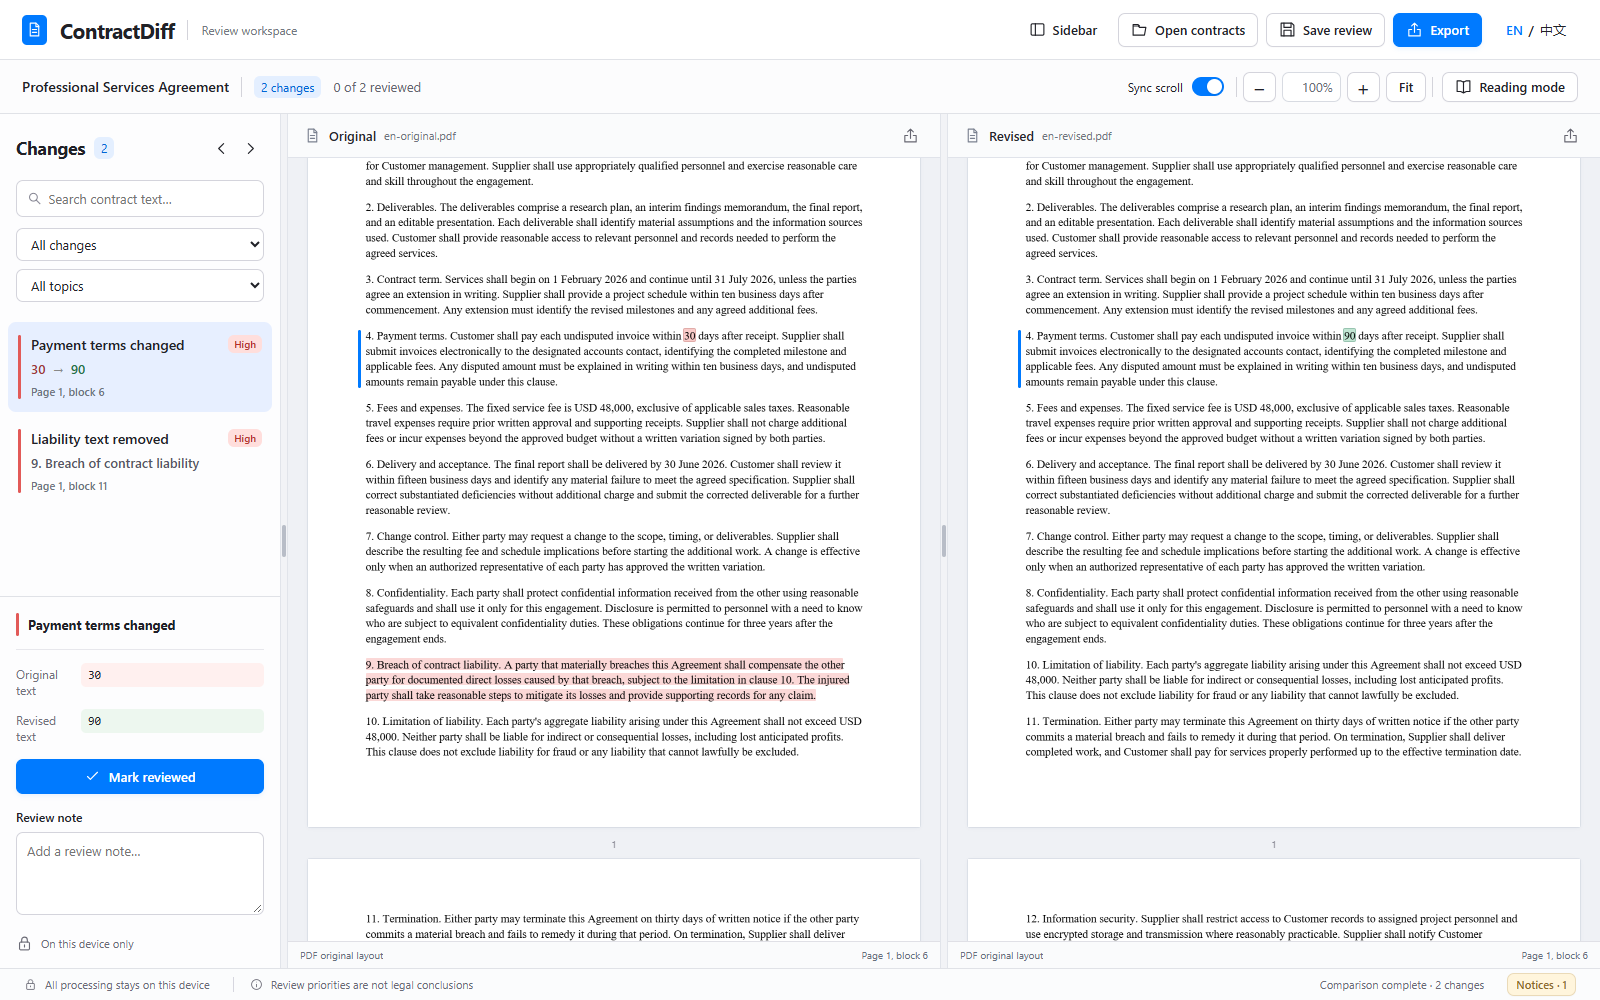 ContractDiff
Review workspace
Sidebar
Open contracts
Save review
Export
EN / 中文
Professional Services Agreement
2 changes
0 of 2 reviewed
Sync scroll
−
100%
+
Fit
Reading mode
Changes 2
Search contract text...
All changes
All topics
Payment terms changed
High
30 → 90
Page 1, block 6
Liability text removed
High
9. Breach of contract liability
Page 1, block 11
Payment terms changed
Original text
30
Revised text
90
Mark reviewed
Review note
Add a review note...
On this device only
Original en-original.pdf
for Customer management. Supplier shall use appropriately qualified personnel and exercise reasonable care
and skill throughout the engagement.
2. Deliverables. The deliverables comprise a research plan, an interim findings memorandum, the final report,
and an editable presentation. Each deliverable shall identify material assumptions and the information sources
used. Customer shall provide reasonable access to relevant personnel and records needed to perform the
agreed services.
3. Contract term. Services shall begin on 1 February 2026 and continue until 31 July 2026, unless the parties
agree an extension in writing. Supplier shall provide a project schedule within ten business days after
commencement. Any extension must identify the revised milestones and any agreed additional fees.
4. Payment terms. Customer shall pay each undisputed invoice within 30 days after receipt. Supplier shall
submit invoices electronically to the designated accounts contact, identifying the completed milestone and
applicable fees. Any disputed amount must be explained in writing within ten business days, and undisputed
amounts remain payable under this clause.
5. Fees and expenses. The fixed service fee is USD 48,000, exclusive of applicable sales taxes. Reasonable
travel expenses require prior written approval and supporting receipts. Supplier shall not charge additional
fees or incur expenses beyond the approved budget without a written variation signed by both parties.
6. Delivery and acceptance. The final report shall be delivered by 30 June 2026. Customer shall review it
within fifteen business days and identify any material failure to meet the agreed specification. Supplier shall
correct substantiated deficiencies without additional charge and submit the corrected deliverable for a further
reasonable review.
7. Change control. Either party may request a change to the scope, timing, or deliverables. Supplier shall
describe the resulting fee and schedule implications before starting the additional work. A change is effective
only when an authorized representative of each party has approved the written variation.
8. Confidentiality. Each party shall protect confidential information received from the other using reasonable
safeguards and shall use it only for this engagement. Disclosure is permitted to personnel with a need to know
who are subject to equivalent confidentiality duties. These obligations continue for three years after the
engagement ends.
9. Breach of contract liability. A party that materially breaches this Agreement shall compensate the other
party for documented direct losses caused by that breach, subject to the limitation in clause 10. The injured
party shall take reasonable steps to mitigate its losses and provide supporting records for any claim.
10. Limitation of liability. Each party's aggregate liability arising under this Agreement shall not exceed USD
48,000. Neither party shall be liable for indirect or consequential losses, including lost anticipated profits.
This clause does not exclude liability for fraud or any liability that cannot lawfully be excluded.
1
11. Termination. Either party may terminate this Agreement on thirty days of written notice if the other party
commits a material breach and fails to remedy it during that period. On termination, Supplier shall deliver
PDF original layout
Page 1, block 6
Revised en-revised.pdf
for Customer management. Supplier shall use appropriately qualified personnel and exercise reasonable care
and skill throughout the engagement.
2. Deliverables. The deliverables comprise a research plan, an interim findings memorandum, the final report,
and an editable presentation. Each deliverable shall identify material assumptions and the information sources
used. Customer shall provide reasonable access to relevant personnel and records needed to perform the
agreed services.
3. Contract term. Services shall begin on 1 February 2026 and continue until 31 July 2026, unless the parties
agree an extension in writing. Supplier shall provide a project schedule within ten business days after
commencement. Any extension must identify the revised milestones and any agreed additional fees.
4. Payment terms. Customer shall pay each undisputed invoice within 90 days after receipt. Supplier shall
submit invoices electronically to the designated accounts contact, identifying the completed milestone and
applicable fees. Any disputed amount must be explained in writing within ten business days, and undisputed
amounts remain payable under this clause.
5. Fees and expenses. The fixed service fee is USD 48,000, exclusive of applicable sales taxes. Reasonable
travel expenses require prior written approval and supporting receipts. Supplier shall not charge additional
fees or incur expenses beyond the approved budget without a written variation signed by both parties.
6. Delivery and acceptance. The final report shall be delivered by 30 June 2026. Customer shall review it
within fifteen business days and identify any material failure to meet the agreed specification. Supplier shall
correct substantiated deficiencies without additional charge and submit the corrected deliverable for a further
reasonable review.
7. Change control. Either party may request a change to the scope, timing, or deliverables. Supplier shall
describe the resulting fee and schedule implications before starting the additional work. A change is effective
only when an authorized representative of each party has approved the written variation.
8. Confidentiality. Each party shall protect confidential information received from the other using reasonable
safeguards and shall use it only for this engagement. Disclosure is permitted to personnel with a need to know
who are subject to equivalent confidentiality duties. These obligations continue for three years after the
engagement ends.
10. Limitation of liability. Each party's aggregate liability arising under this Agreement shall not exceed USD
48,000. Neither party shall be liable for indirect or consequential losses, including lost anticipated profits.
This clause does not exclude liability for fraud or any liability that cannot lawfully be excluded.
11. Termination. Either party may terminate this Agreement on thirty days of written notice if the other party
commits a material breach and fails to remedy it during that period. On termination, Supplier shall deliver
completed work, and Customer shall pay for services properly performed up to the effective termination date.
1
12. Information security. Supplier shall restrict access to Customer records to assigned project personnel and
use encrypted storage and transmission where reasonably practicable. Supplier shall notify Customer
PDF original layout
Page 1, block 6
All processing stays on this device
Review priorities are not legal conclusions
Comparison complete · 2 changes
Notices · 1